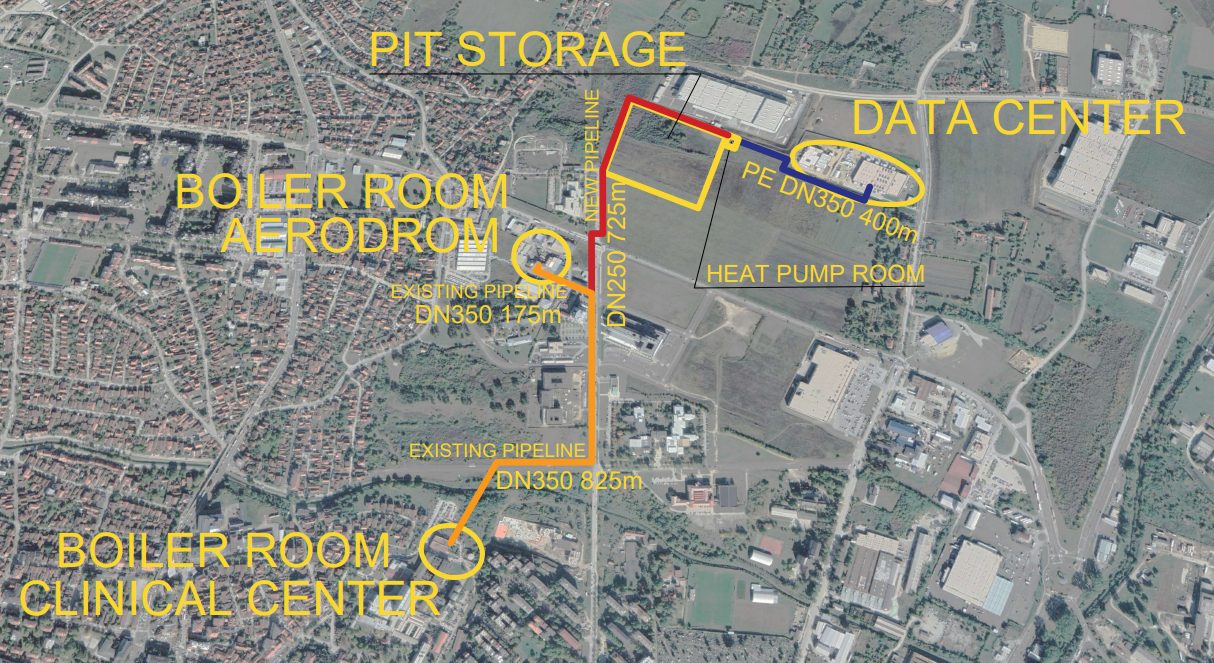 PIT STORAGE
DATA CENTER
NEW PIPELINE
DN250 725m
PE DN350 400m
BOILER ROOM
AERODROM
HEAT PUMP ROOM
EXISTING PIPELINE
DN350 175m
EXISTING PIPELINE
DN350 825m
BOILER ROOM
CLINICAL CENTER